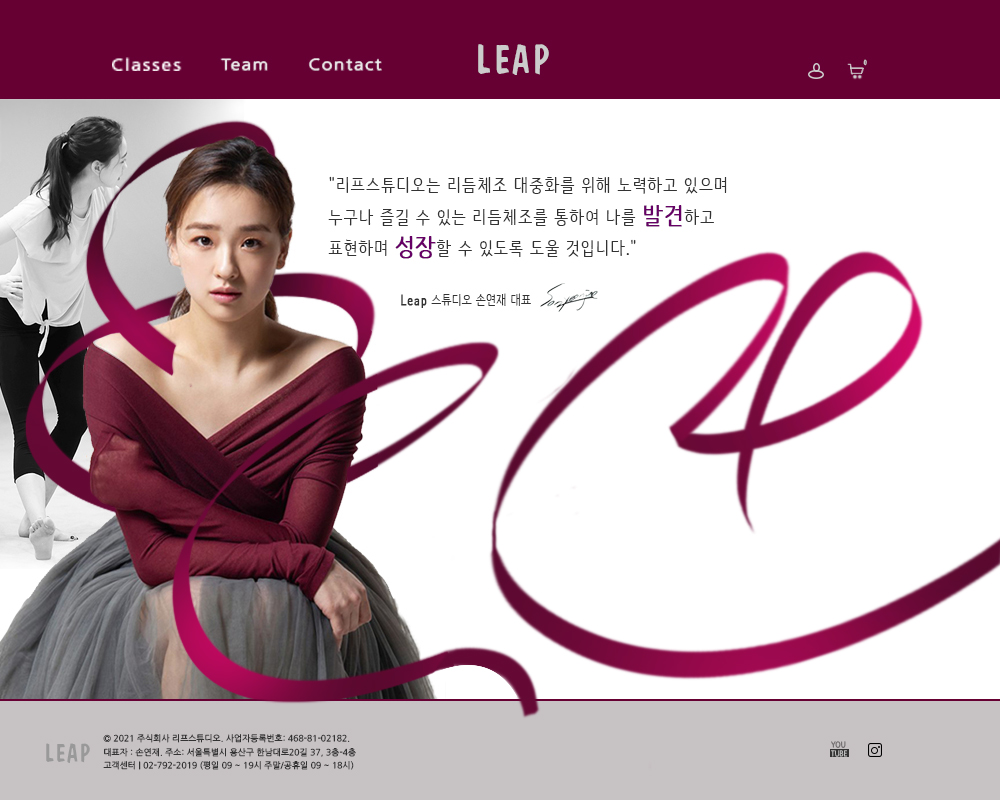 Classes Team Contact LEAP
0
"리프스튜디오는 리듬체조 대중화를 위해 노력하고 있으며
누구나 즐길 수 있는 리듬체조를 통하여 나를 발견하고
표현하며 성장할 수 있도록 도울 것입니다."
Leap 스튜디오 손연재 대표
LEAP
© 2021 주식회사 리프스튜디오. 사업자등록번호: 468-81-02182.
대표자 : 손연재. 주소: 서울특별시 용산구 한남대로20길 37, 3층-4층
고객센터 | 02-792-2019 (평일 09 ~ 19시 주말/공휴일 09 ~ 18시)
YOU
TUBE